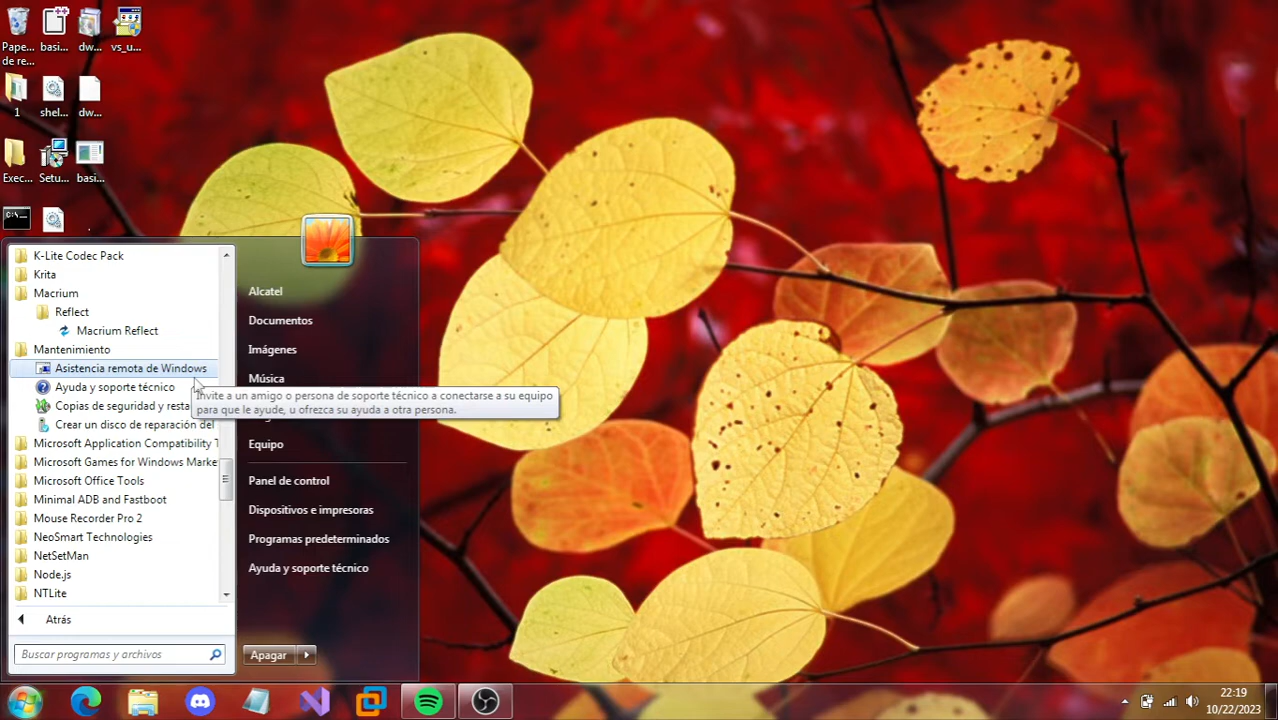 Pape...
de re...
basi...
dw...
vs_u...
1
shel...
dw...
Exec...
Setu...
basi...
K-Lite Codec Pack
Krita
Macrium
Reflect
Macrium Reflect
Mantenimiento
Asistencia remota de Windows
Ayuda y soporte técnico
Copias de seguridad y resta
Crear un disco de reparación del
Microsoft Application Compatibility T
Microsoft Games for Windows Marke
Microsoft Office Tools
Minimal ADB and Fastboot
Mouse Recorder Pro 2
NeoSmart Technologies
NetSetMan
Node.js
NTLite
Atrás
Buscar programas y archivos
Alcatel
Documentos
Imágenes
Música
Invite a un amigo o persona de soporte técnico a conectarse a su equipo
para que le ayude, u ofrezca su ayuda a otra persona.
Equipo
Panel de control
Dispositivos e impresoras
Programas predeterminados
Ayuda y soporte técnico
Apagar
22:19
10/22/2023